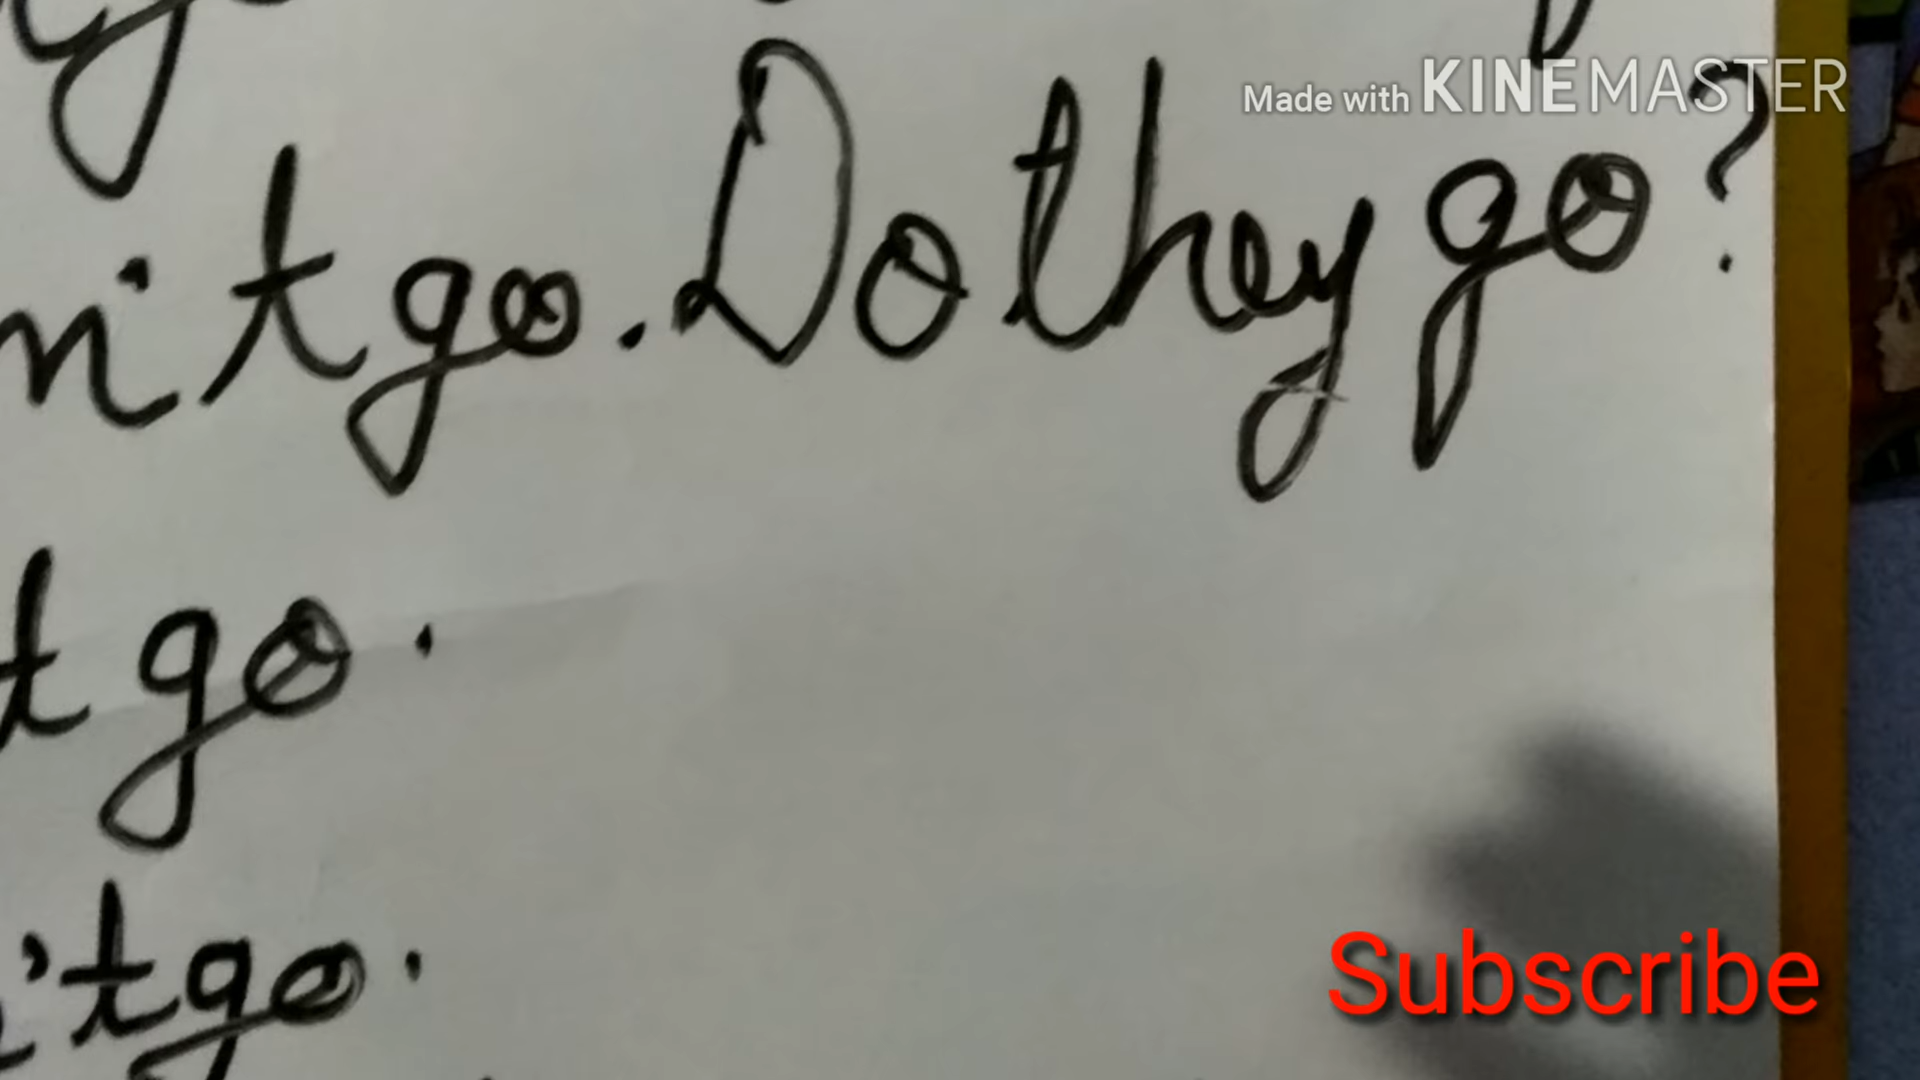 Made with KINEMASTER
n't go. Do they go?
t go.
't go.
Subscribe